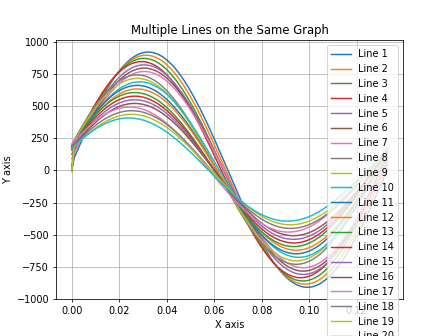 Multiple Lines on the Same Graph
1000
750
500
250
0
−250
−500
−750
−1000
Y axis
0.00
0.02
0.04
0.06
0.08
0.10
X axis
Line 1
Line 2
Line 3
Line 4
Line 5
Line 6
Line 7
Line 8
Line 9
Line 10
Line 11
Line 12
Line 13
Line 14
Line 15
Line 16
Line 17
Line 18
Line 19
Line 20